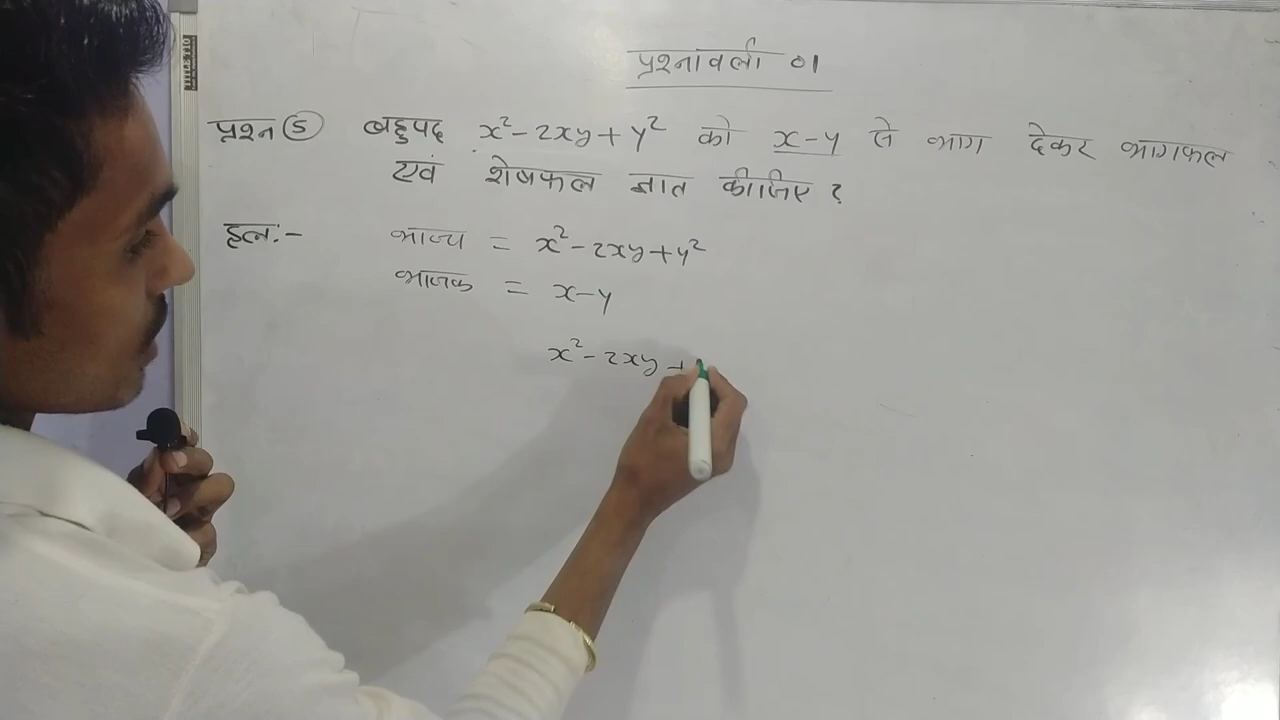 प्रश्नावली 01
प्रश्न ⑤ बहुपद x²-2xy+y² को x-y से भाग देकर भागफल
एवं शेषफल ज्ञात कीजिए ?
हल:- भाज्य = x²-2xy+y²
भाजक = x-y
x²-2xy+